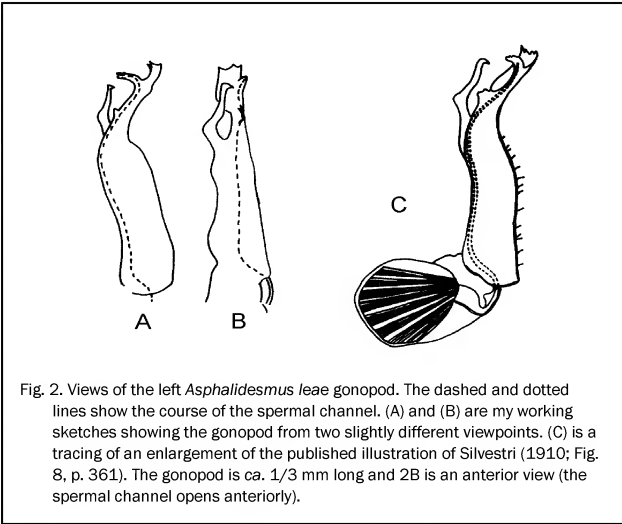 A
B
C
Fig. 2. Views of the left Asphalidesmus leae gonopod. The dashed and dotted
lines show the course of the spermal channel. (A) and (B) are my working
sketches showing the gonopod from two slightly different viewpoints. (C) is a
tracing of an enlargement of the published illustration of Silvestri (1910; Fig.
8, p. 361). The gonopod is ca. 1/3 mm long and 2B is an anterior view (the
spermal channel opens anteriorly).